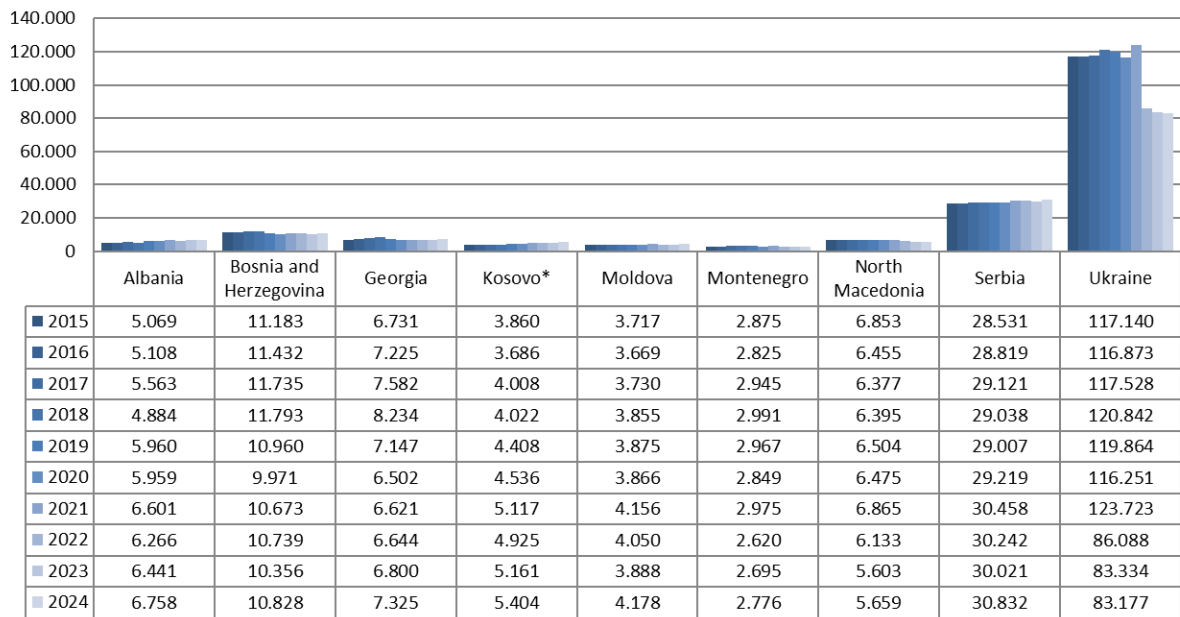 140.000
120.000
100.000
80.000
60.000
40.000
20.000
0
Albania Bosnia and Herzegovina Georgia Kosovo* Moldova Montenegro North Macedonia Serbia Ukraine
2015 5.069 11.183 6.731 3.860 3.717 2.875 6.853 28.531 117.140
2016 5.108 11.432 7.225 3.686 3.669 2.825 6.455 28.819 116.873
2017 5.563 11.735 7.582 4.008 3.730 2.945 6.377 29.121 117.528
2018 4.884 11.793 8.234 4.022 3.855 2.991 6.395 29.038 120.842
2019 5.960 10.960 7.147 4.408 3.875 2.967 6.504 29.007 119.864
2020 5.959 9.971 6.502 4.536 3.866 2.849 6.475 29.219 116.251
2021 6.601 10.673 6.621 5.117 4.156 2.975 6.865 30.458 123.723
2022 6.266 10.739 6.644 4.925 4.050 2.620 6.133 30.242 86.088
2023 6.441 10.356 6.800 5.161 3.888 2.695 5.603 30.021 83.334
2024 6.758 10.828 7.325 5.404 4.178 2.776 5.659 30.832 83.177